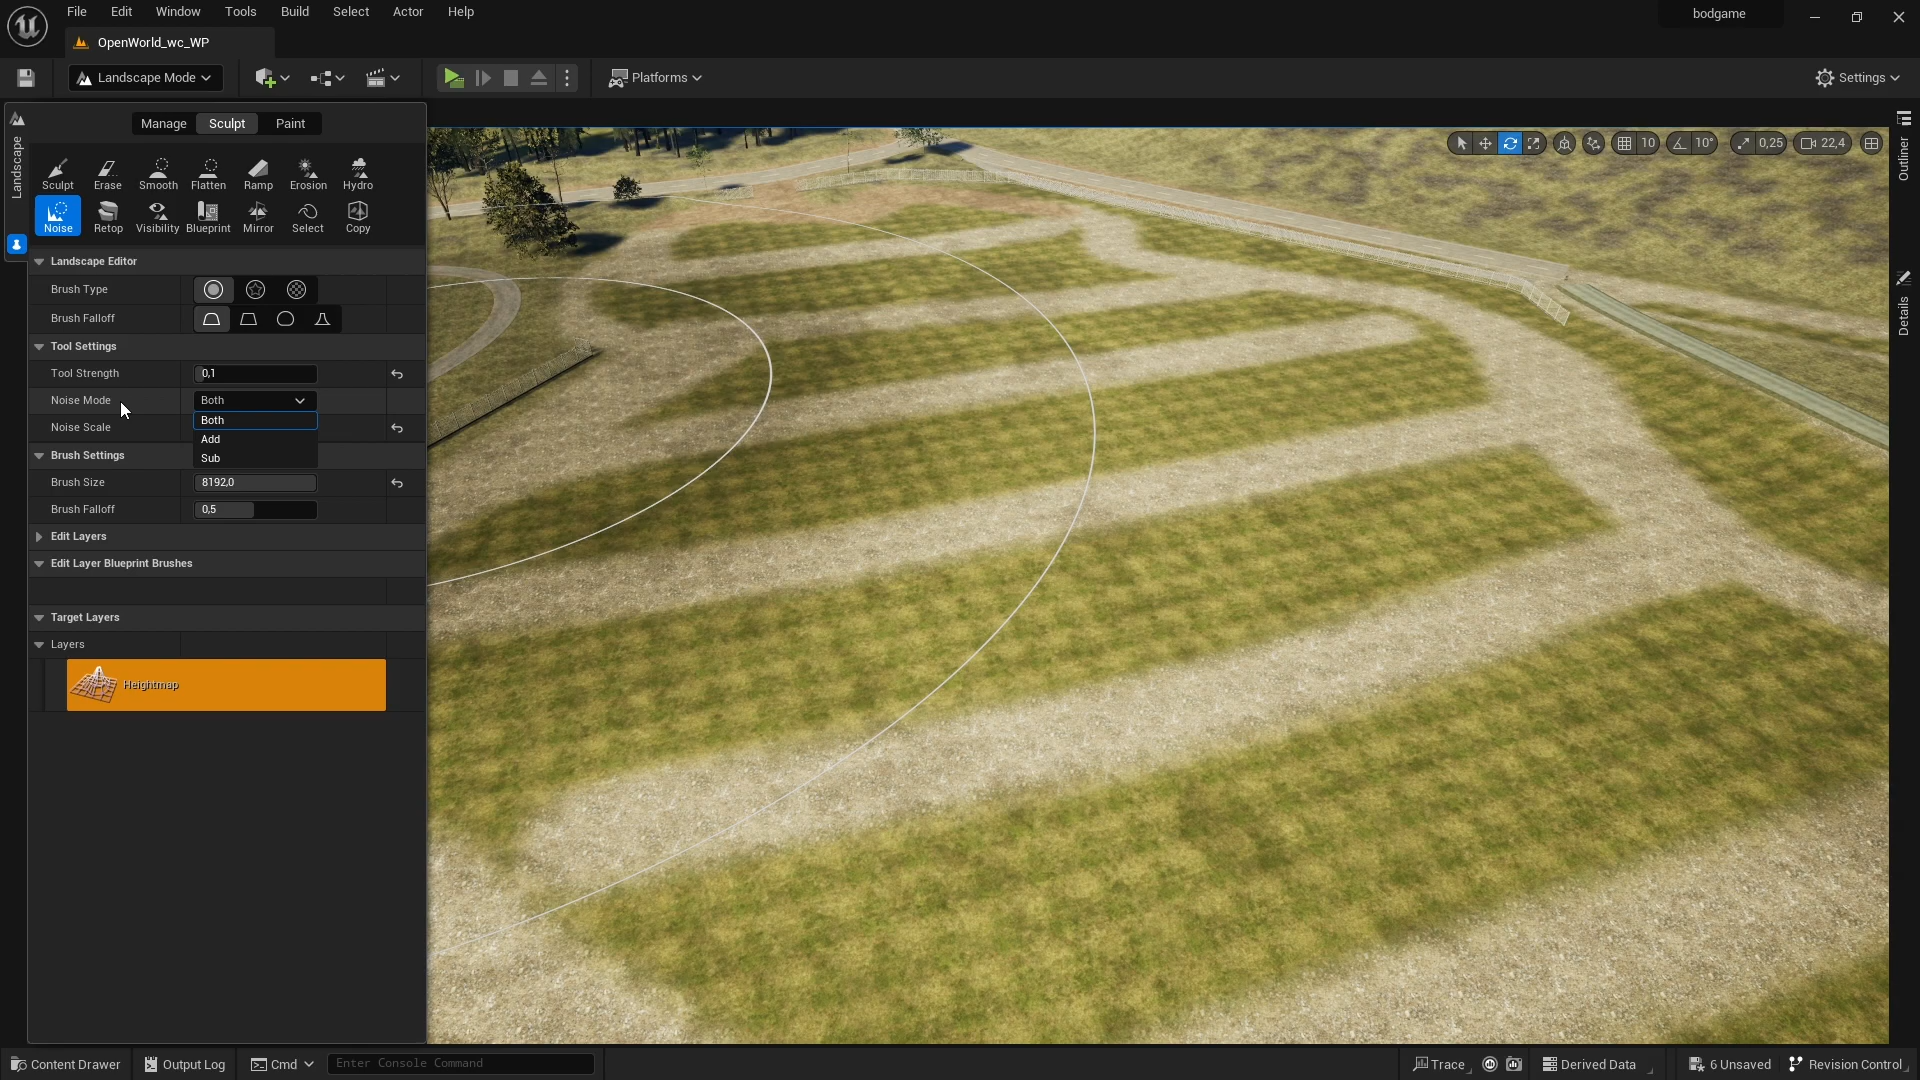 File Edit Window Tools Build Select Actor Help
bodgame
OpenWorld_wc_WP
Landscape Mode
Platforms
Settings
Landscape
Manage Sculpt Paint
Sculpt Erase Smooth Flatten Ramp Erosion Hydro
Noise Retop Visibility Blueprint Mirror Select Copy
Landscape Editor
Brush Type
Brush Falloff
Tool Settings
Tool Strength 0,1
Noise Mode Both
Both
Noise Scale
Add
Sub
Brush Settings
Brush Size 8192,0
Brush Falloff 0,5
Edit Layers
Edit Layer Blueprint Brushes
Target Layers
Layers
Heightmap
10 10° 0,25 22,4
Outliner
Details
Content Drawer Output Log Cmd Enter Console Command
Trace Derived Data 6 Unsaved Revision Control